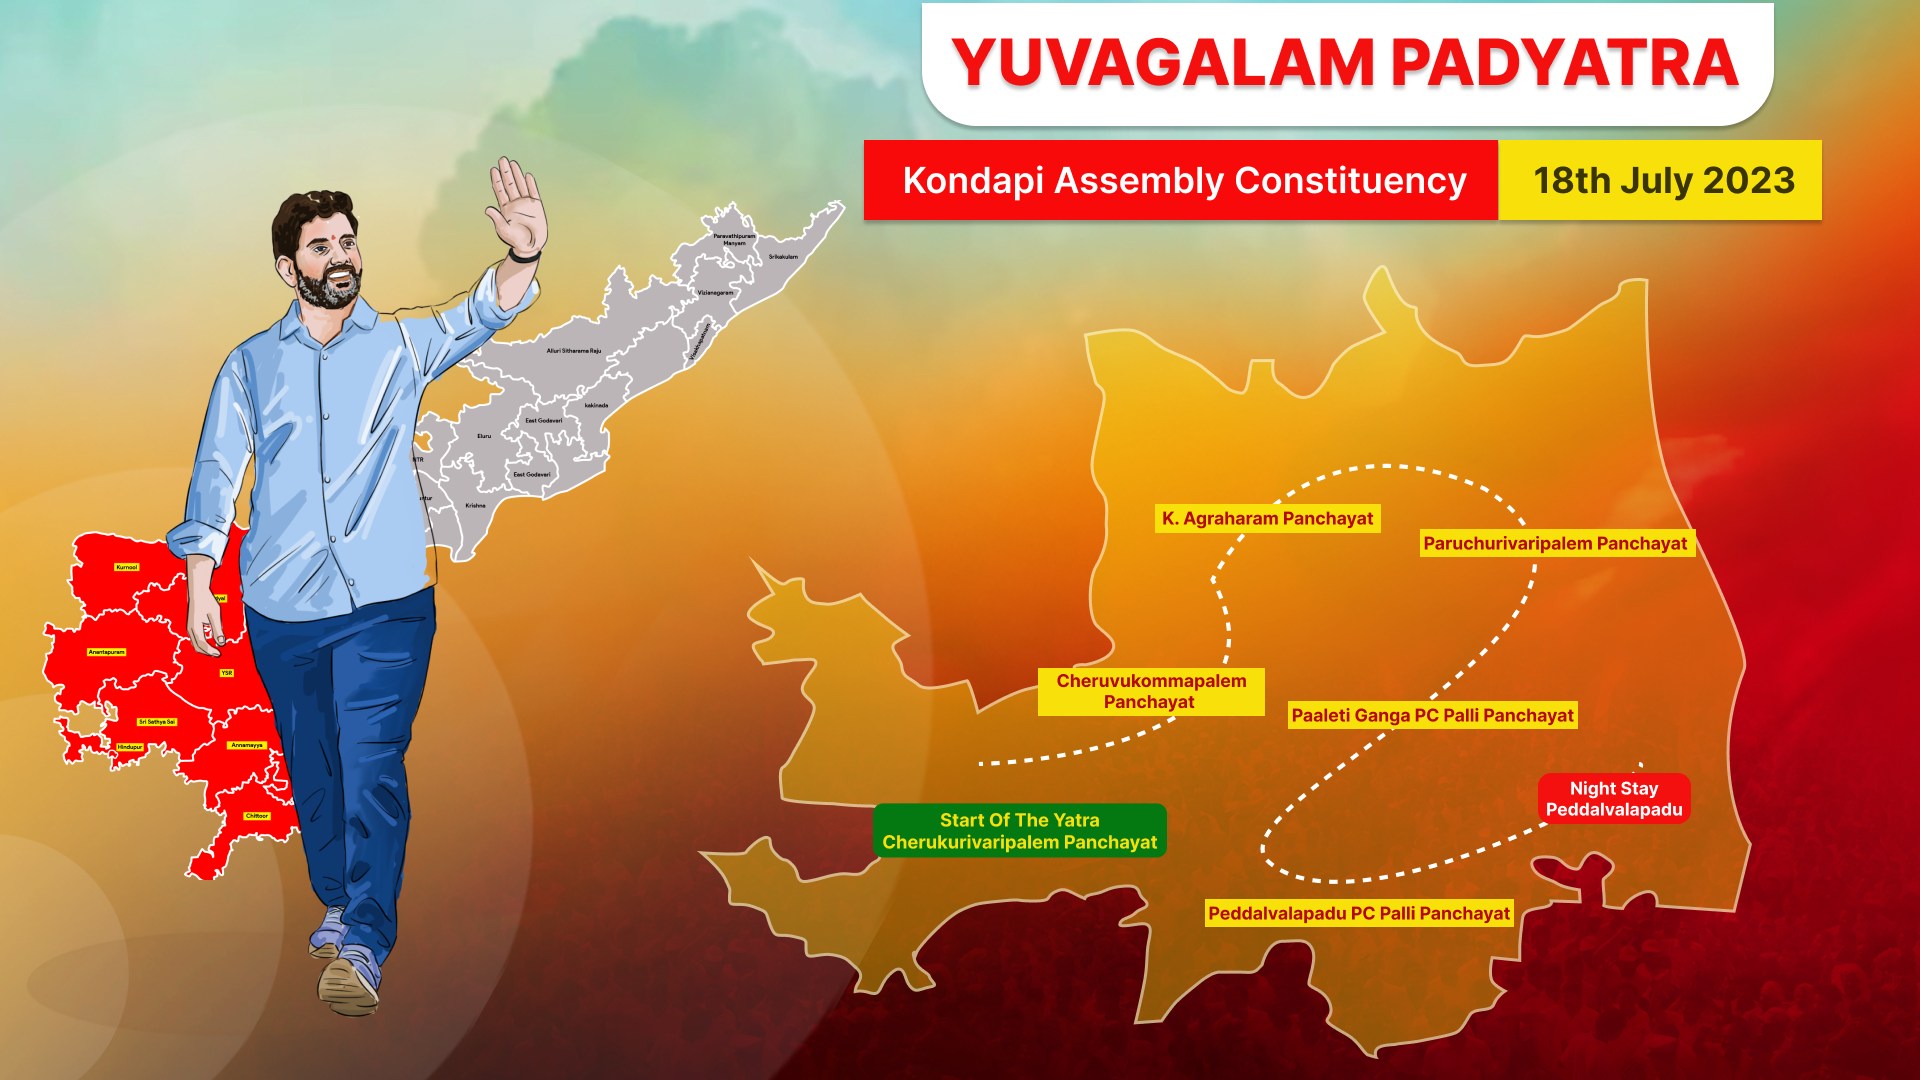 YUVAGALAM PADYATRA
Kondapi Assembly Constituency
18th July 2023
Paravathipuram
Manyam
Srikakulam
Vizianagaram
Visakhapatnam
Alluri Sitharama Raju
kakinada
East Godavari
Eluru
East Godavari
NTR
Krishna
Kurnool
Anantapuram
YSR
Sri Sathya Sai
Hindupur
Annamayya
Chittoor
K. Agraharam Panchayat
Paruchurivaripalem Panchayat
Cheruvukommapalem
Panchayat
Paaleti Ganga PC Palli Panchayat
Night Stay
Peddalvalapadu
Start Of The Yatra
Cherukurivaripalem Panchayat
Peddalvalapadu PC Palli Panchayat